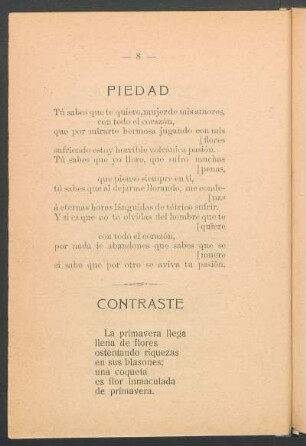 — 8 —
PIEDAD
Tú sabes que te quiero, mujer de mis amores,
con todo el corazón,
que por mirarte hermosa jugando con mis
[flores
sufriendo estoy horrible volcánica pasión.
Tú sabes que yo lloro, que sufro muchas
[penas,
que pienso siempre en tí,
tú sabes que al dejarme llorando, me conde-
[nas
á eternas horas lánguidas de tétrico sufrir.
Y si es que no te olvidas del hombre que te
[quiere
con todo el corazón,
por nada le abandones que sabes que se
[muere
si sabe que por otro se aviva tu pasión.
CONTRASTE
La primavera llega
llena de flores
ostentando riquezas
en sus blasones;
una coqueta
es flor inmaculada
de primavera.